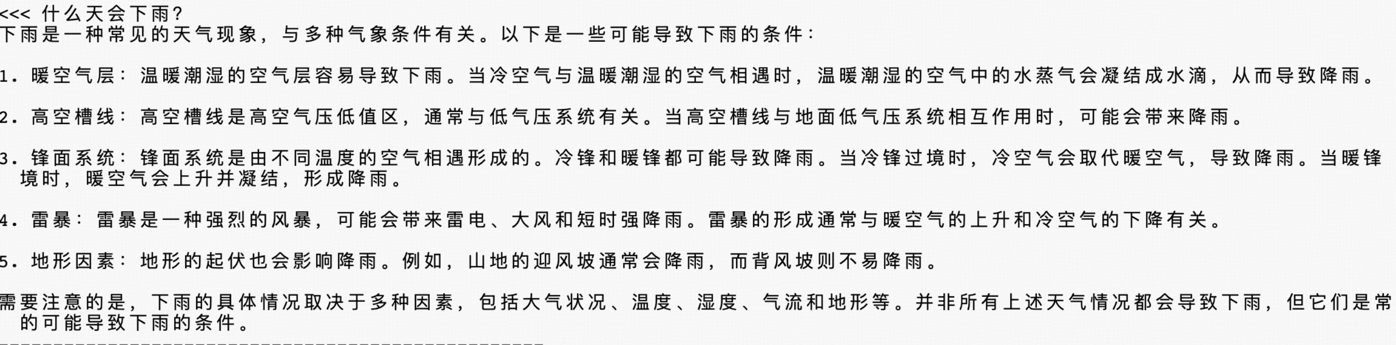 <<< 什么天会下雨?
下雨是一种常见的天气现象，与多种气象条件有关。以下是一些可能导致下雨的条件：
1. 暖空气层：温暖潮湿的空气层容易导致下雨。当冷空气与温暖潮湿的空气相遇时，温暖潮湿的空气中的水蒸气会凝结成水滴，从而导致降雨。
2. 高空槽线：高空槽线是高空气压低值区，通常与低气压系统有关。当高空槽线与地面低气压系统相互作用时，可能会带来降雨。
3. 锋面系统：锋面系统是由不同温度的空气相遇形成的。冷锋和暖锋都可能导致降雨。当冷锋过境时，冷空气会取代暖空气，导致降雨。当暖锋
境时，暖空气会上升并凝结，形成降雨。
4. 雷暴：雷暴是一种强烈的风暴，可能会带来雷电、大风和短时强降雨。雷暴的形成通常与暖空气的上升和冷空气的下降有关。
5. 地形因素：地形的起伏也会影响降雨。例如，山地的迎风坡通常会降雨，而背风坡则不易降雨。
需要注意的是，下雨的具体情况取决于多种因素，包括大气状况、温度、湿度、气流和地形等。并非所有上述天气情况都会导致下雨，但它们是常
的可能导致下雨的条件。